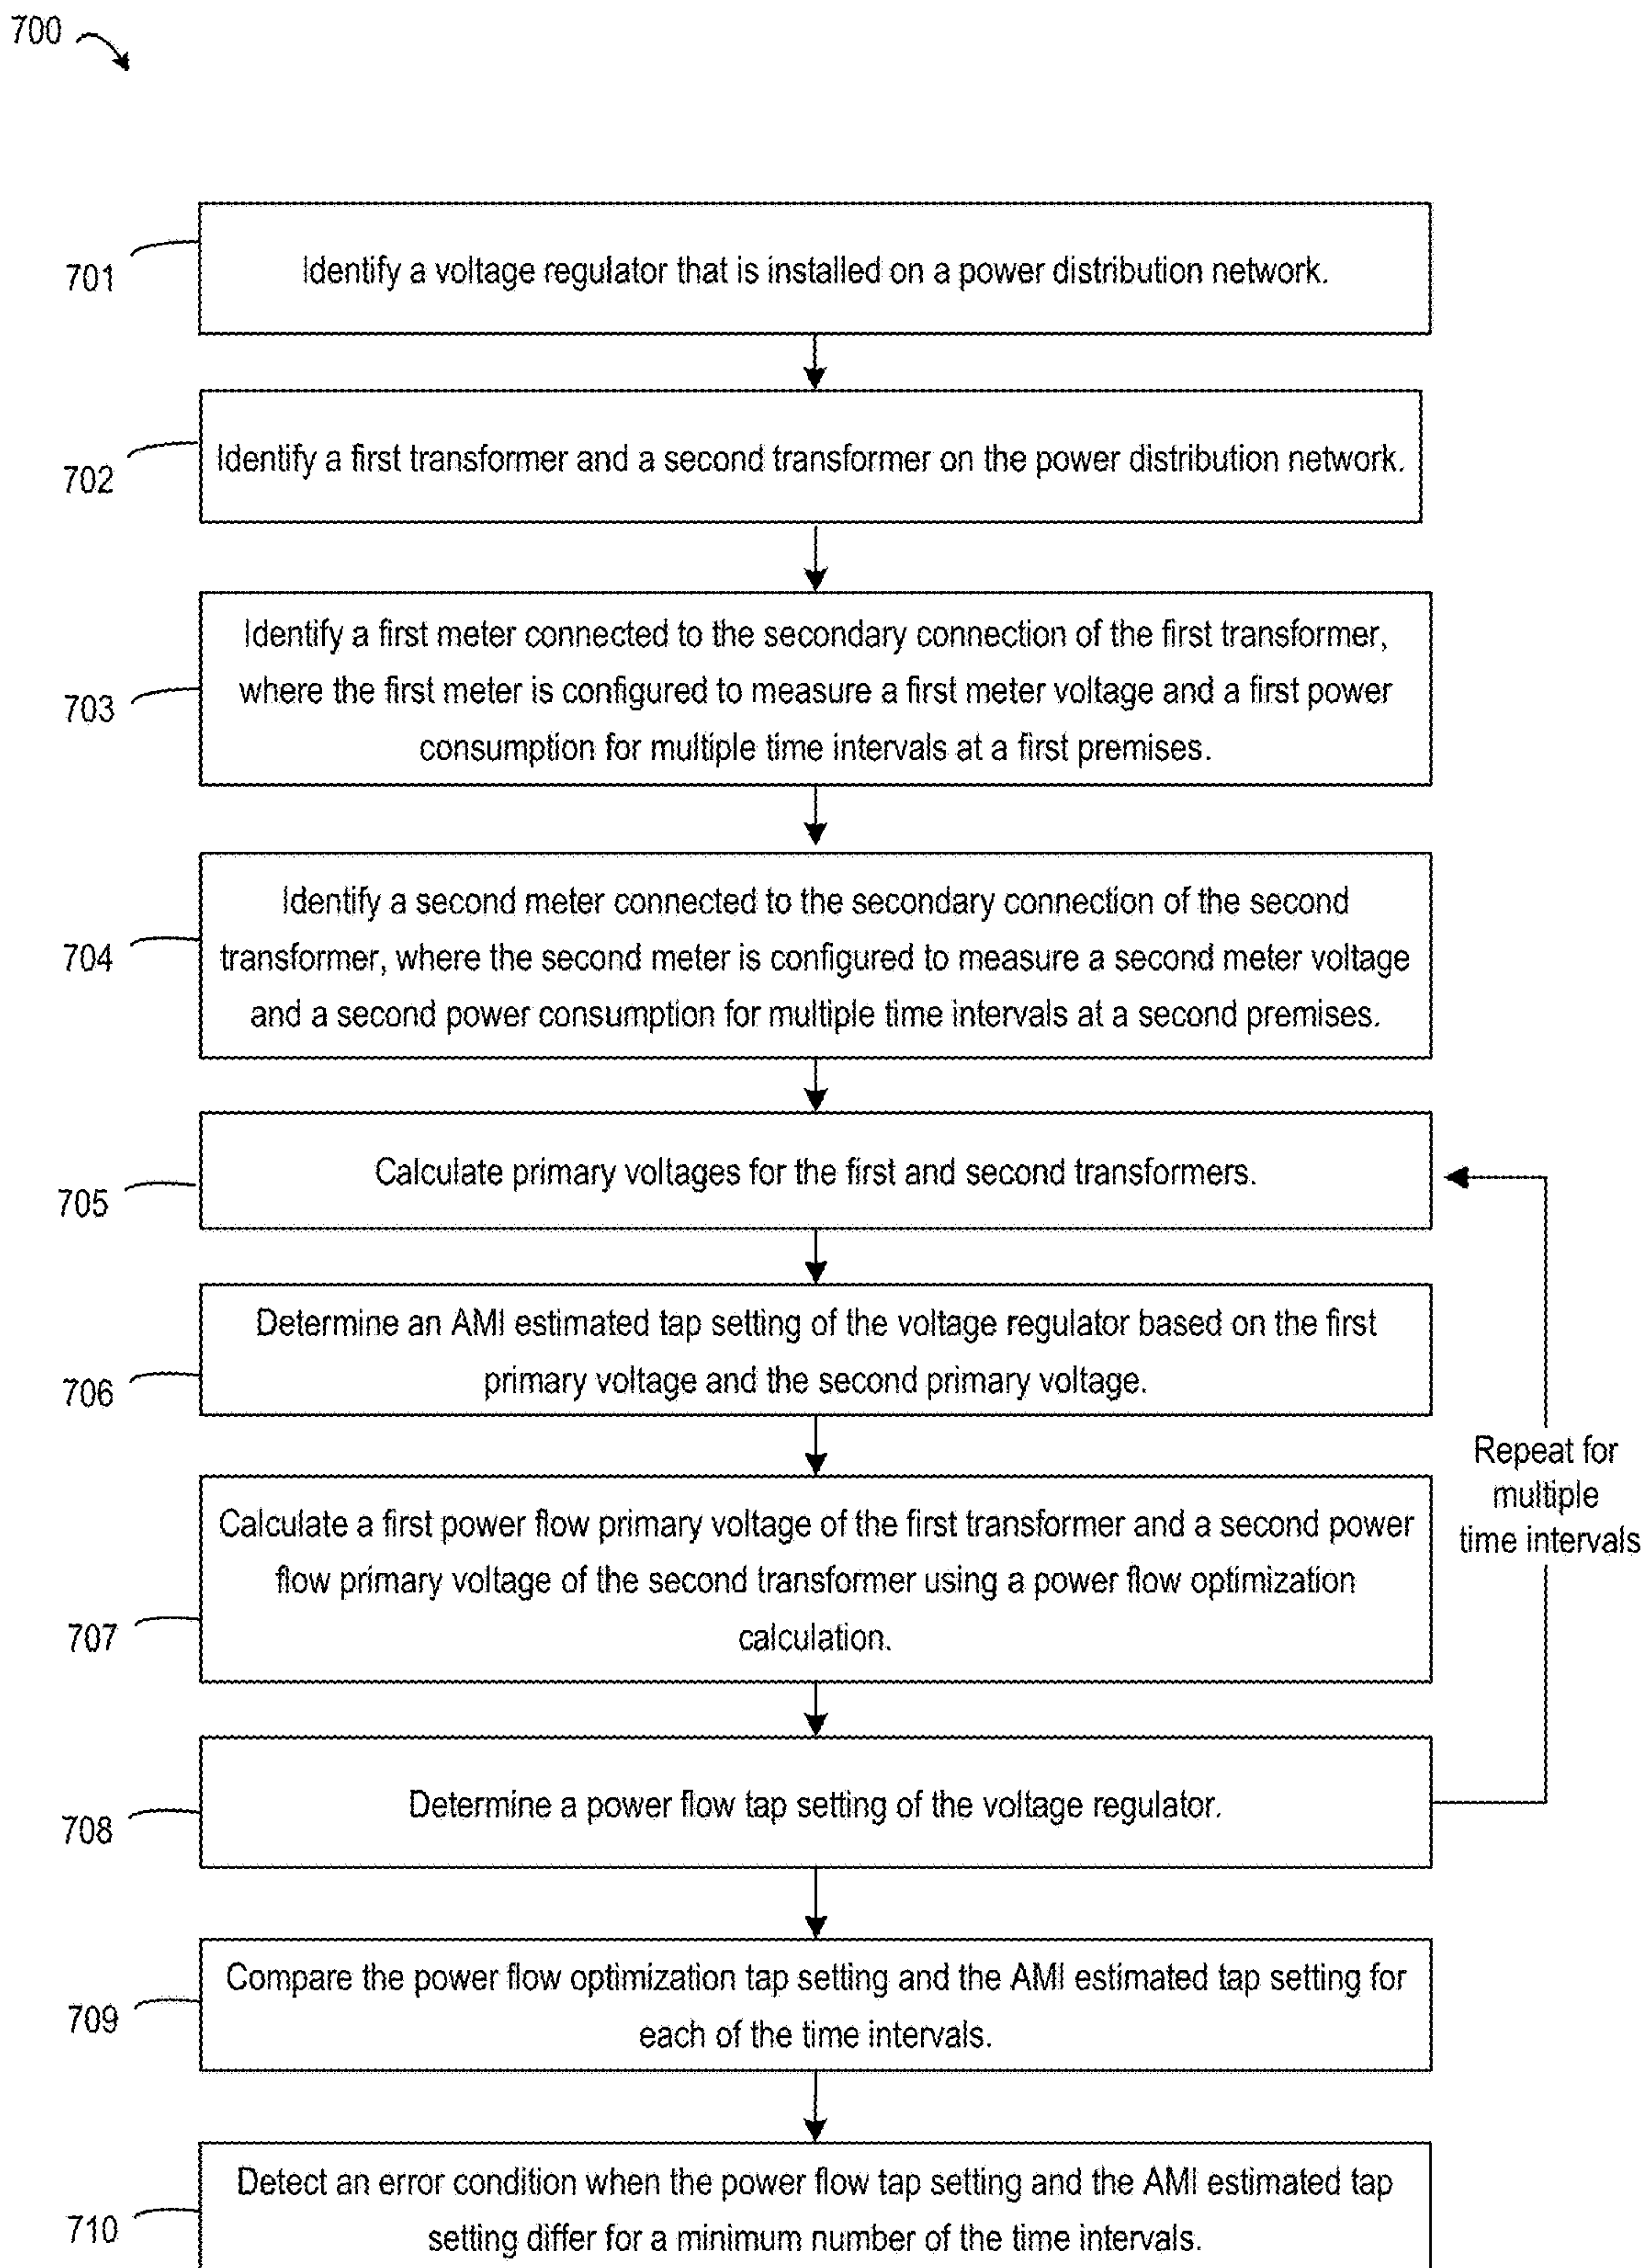 700
701
Identify a voltage regulator that is installed on a power distribution network.
702
Identify a first transformer and a second transformer on the power distribution network.
703
Identify a first meter connected to the secondary connection of the first transformer,
where the first meter is configured to measure a first meter voltage and a first power
consumption for multiple time intervals at a first premises.
704
Identify a second meter connected to the secondary connection of the second
transformer, where the second meter is configured to measure a second meter voltage
and a second power consumption for multiple time intervals at a second premises.
705
Calculate primary voltages for the first and second transformers.
706
Determine an AMI estimated tap setting of the voltage regulator based on the first
primary voltage and the second primary voltage.
Repeat for
multiple
time intervals
707
Calculate a first power flow primary voltage of the first transformer and a second power
flow primary voltage of the second transformer using a power flow optimization
calculation.
708
Determine a power flow tap setting of the voltage regulator.
709
Compare the power flow optimization tap setting and the AMI estimated tap setting for
each of the time intervals.
710
Detect an error condition when the power flow tap setting and the AMI estimated tap
setting differ for a minimum number of the time intervals.